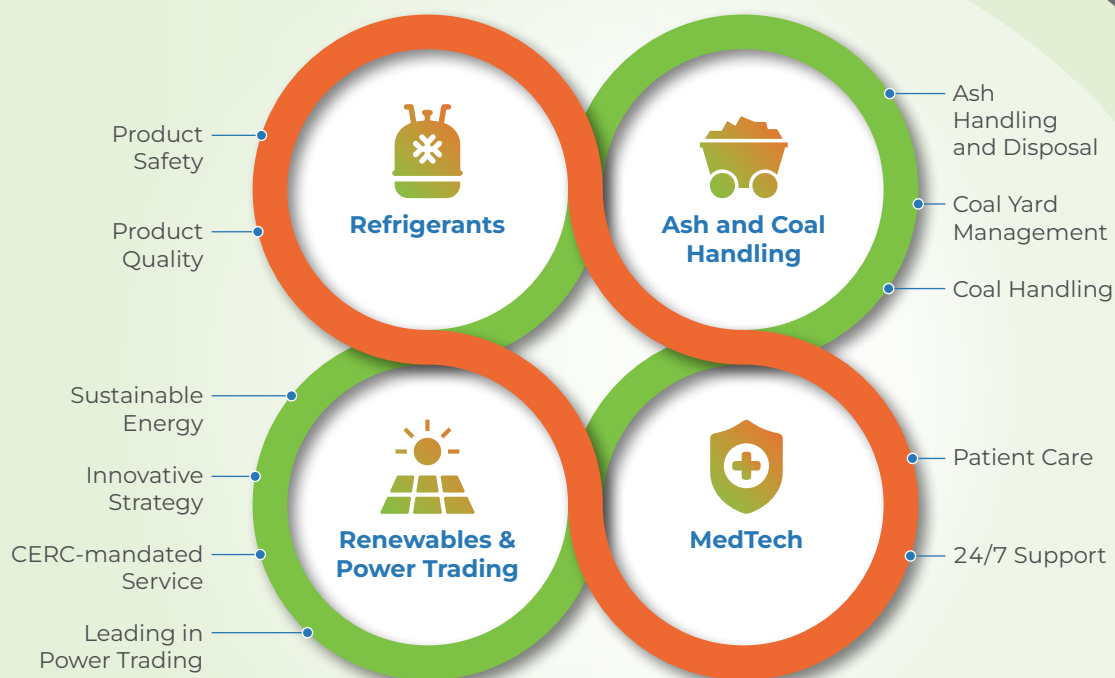 Product
Safety
Product
Quality
Refrigerants
Ash and Coal
Handling
Ash
Handling
and Disposal
Coal Yard
Management
Coal Handling
Sustainable
Energy
Innovative
Strategy
CERC-mandated
Service
Leading in
Power Trading
Renewables &
Power Trading
MedTech
Patient Care
24/7 Support